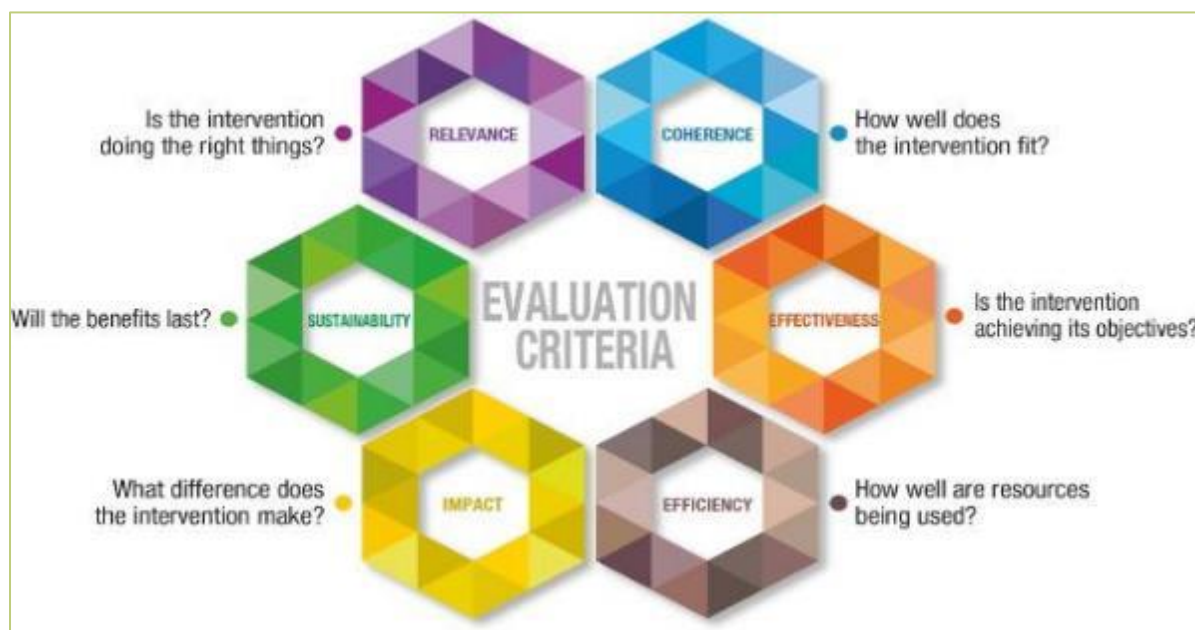 Is the intervention
doing the right things?
RELEVANCE
COHERENCE
How well does
the intervention fit?
Will the benefits last?
SUSTAINABILITY
EVALUATION
CRITERIA
EFFECTIVENESS
Is the intervention
achieving its objectives?
What difference does
the intervention make?
IMPACT
EFFICIENCY
How well are resources
being used?